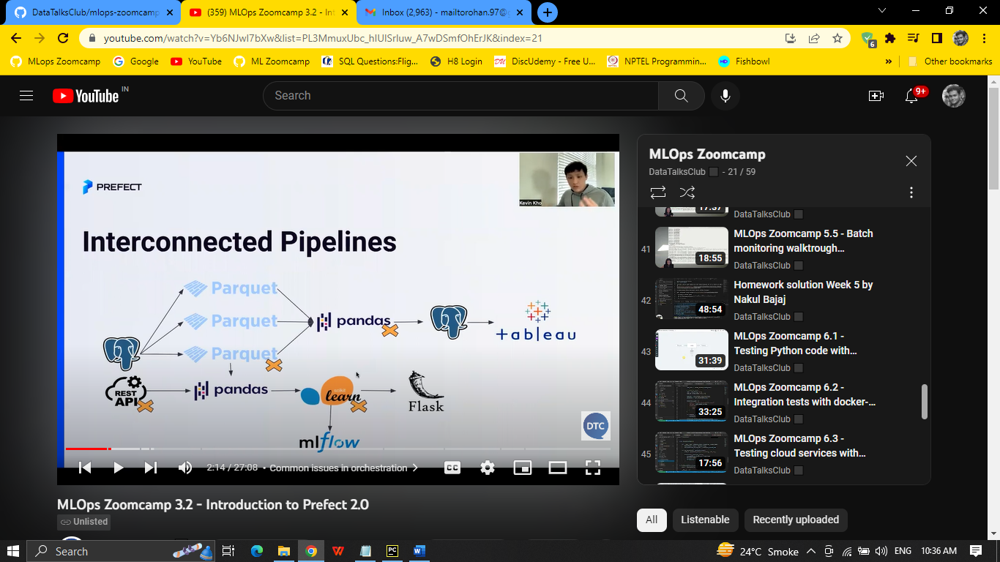 DataTalksClub/mlops-zoomcamp
(359) MLOps Zoomcamp 3.2 - Int
Inbox (2,963) - mailtorohan.97@g
youtube.com/watch?v=Yb6NJwI7bXw&list=PL3MmuxUbc_hIUISrluw_A7wDSmfOhErJK&index=21
6
MLops Zoomcamp
Google
YouTube
ML Zoomcamp
SQL Questions:Flig...
H8 Login
DiscUdemy - Free U...
NPTEL Programmin...
Fishbowl
»
Other bookmarks
YouTube IN
Search
9+
PREFECT
Kevin Kho
Interconnected Pipelines
Parquet
Parquet
Parquet
pandas
+ableau
REST API
pandas
learn
Flask
mlflow
DTC
2:14 / 27:08 • Common issues in orchestration
CC
MLOps Zoomcamp 3.2 - Introduction to Prefect 2.0
Unlisted
MLOps Zoomcamp
DataTalksClub - 21 / 59
17:37
DataTalksClub
41
18:55
MLOps Zoomcamp 5.5 - Batch
monitoring walktrough...
DataTalksClub
42
48:54
Homework solution Week 5 by
Nakul Bajaj
DataTalksClub
43
31:39
MLOps Zoomcamp 6.1 -
Testing Python code with...
DataTalksClub
44
33:25
MLOps Zoomcamp 6.2 -
Integration tests with docker-...
DataTalksClub
45
17:56
MLOps Zoomcamp 6.3 -
Testing cloud services with...
DataTalksClub
All
Listenable
Recently uploaded
Search
PC
W
24°C Smoke
ENG
10:36 AM